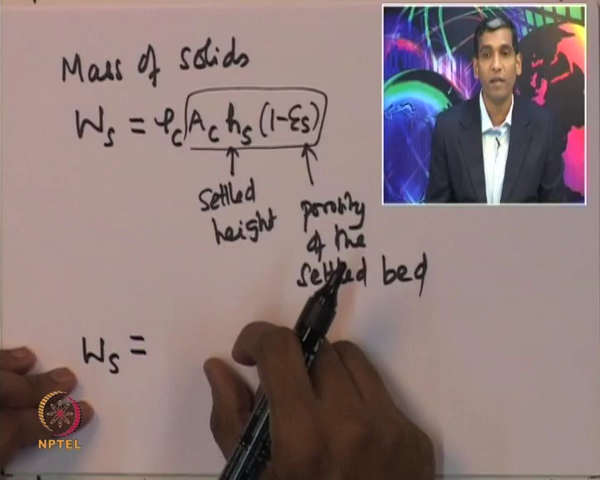 Mass of solids
Ws = ρc Ac hs (1-εs)
settled height
porosity of the settled bed
Ws =
NPTEL